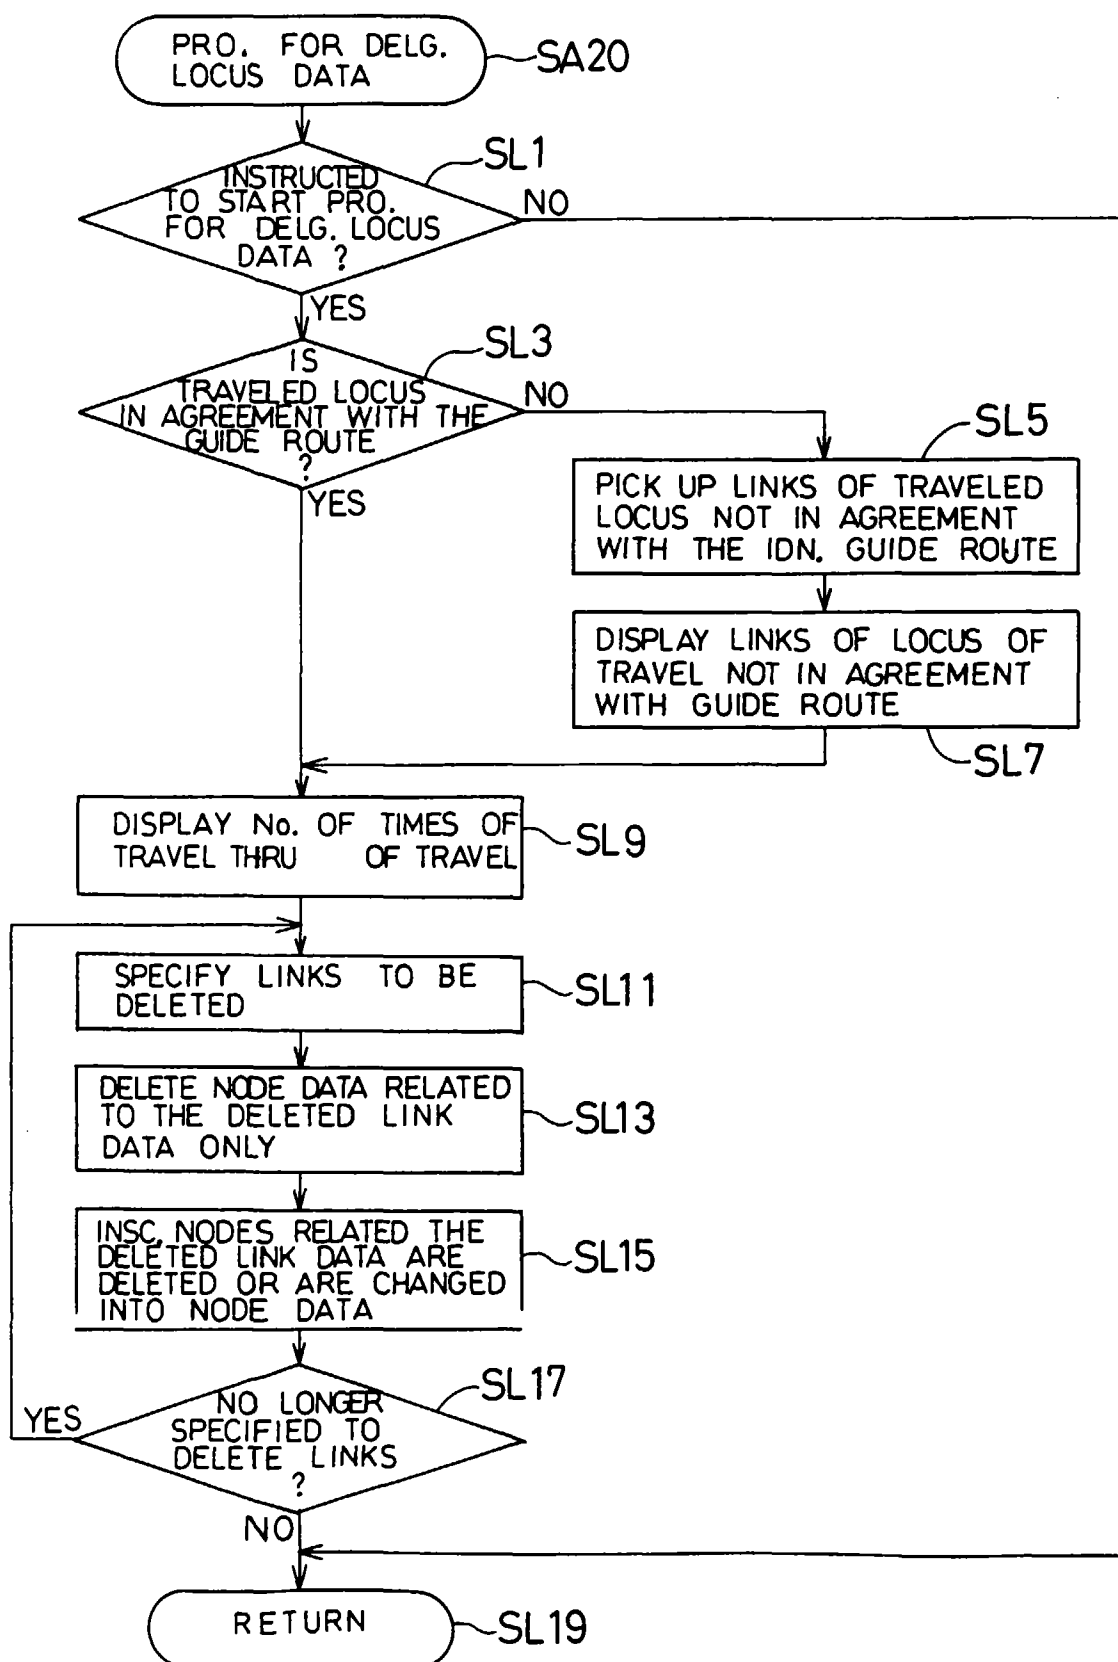 PRO. FOR DELG.
LOCUS DATA
SA20
SL1
INSTRUCTED
TO START PRO.
FOR DELG. LOCUS
DATA ?
NO
YES
SL3
IS
TRAVELED LOCUS
IN AGREEMENT WITH THE
GUIDE ROUTE
?
NO
YES
SL5
PICK UP LINKS OF TRAVELED
LOCUS NOT IN AGREEMENT
WITH THE IDN. GUIDE ROUTE
DISPLAY LINKS OF LOCUS OF
TRAVEL NOT IN AGREEMENT
WITH GUIDE ROUTE
SL7
DISPLAY No. OF TIMES OF
TRAVEL THRU OF TRAVEL
SL9
SPECIFY LINKS TO BE
DELETED
SL11
DELETE NODE DATA RELATED
TO THE DELETED LINK
DATA ONLY
SL13
INSC. NODES RELATED THE
DELETED LINK DATA ARE
DELETED OR ARE CHANGED
INTO NODE DATA
SL15
SL17
NO LONGER
SPECIFIED TO
DELETE LINKS
?
YES
NO
RETURN
SL19